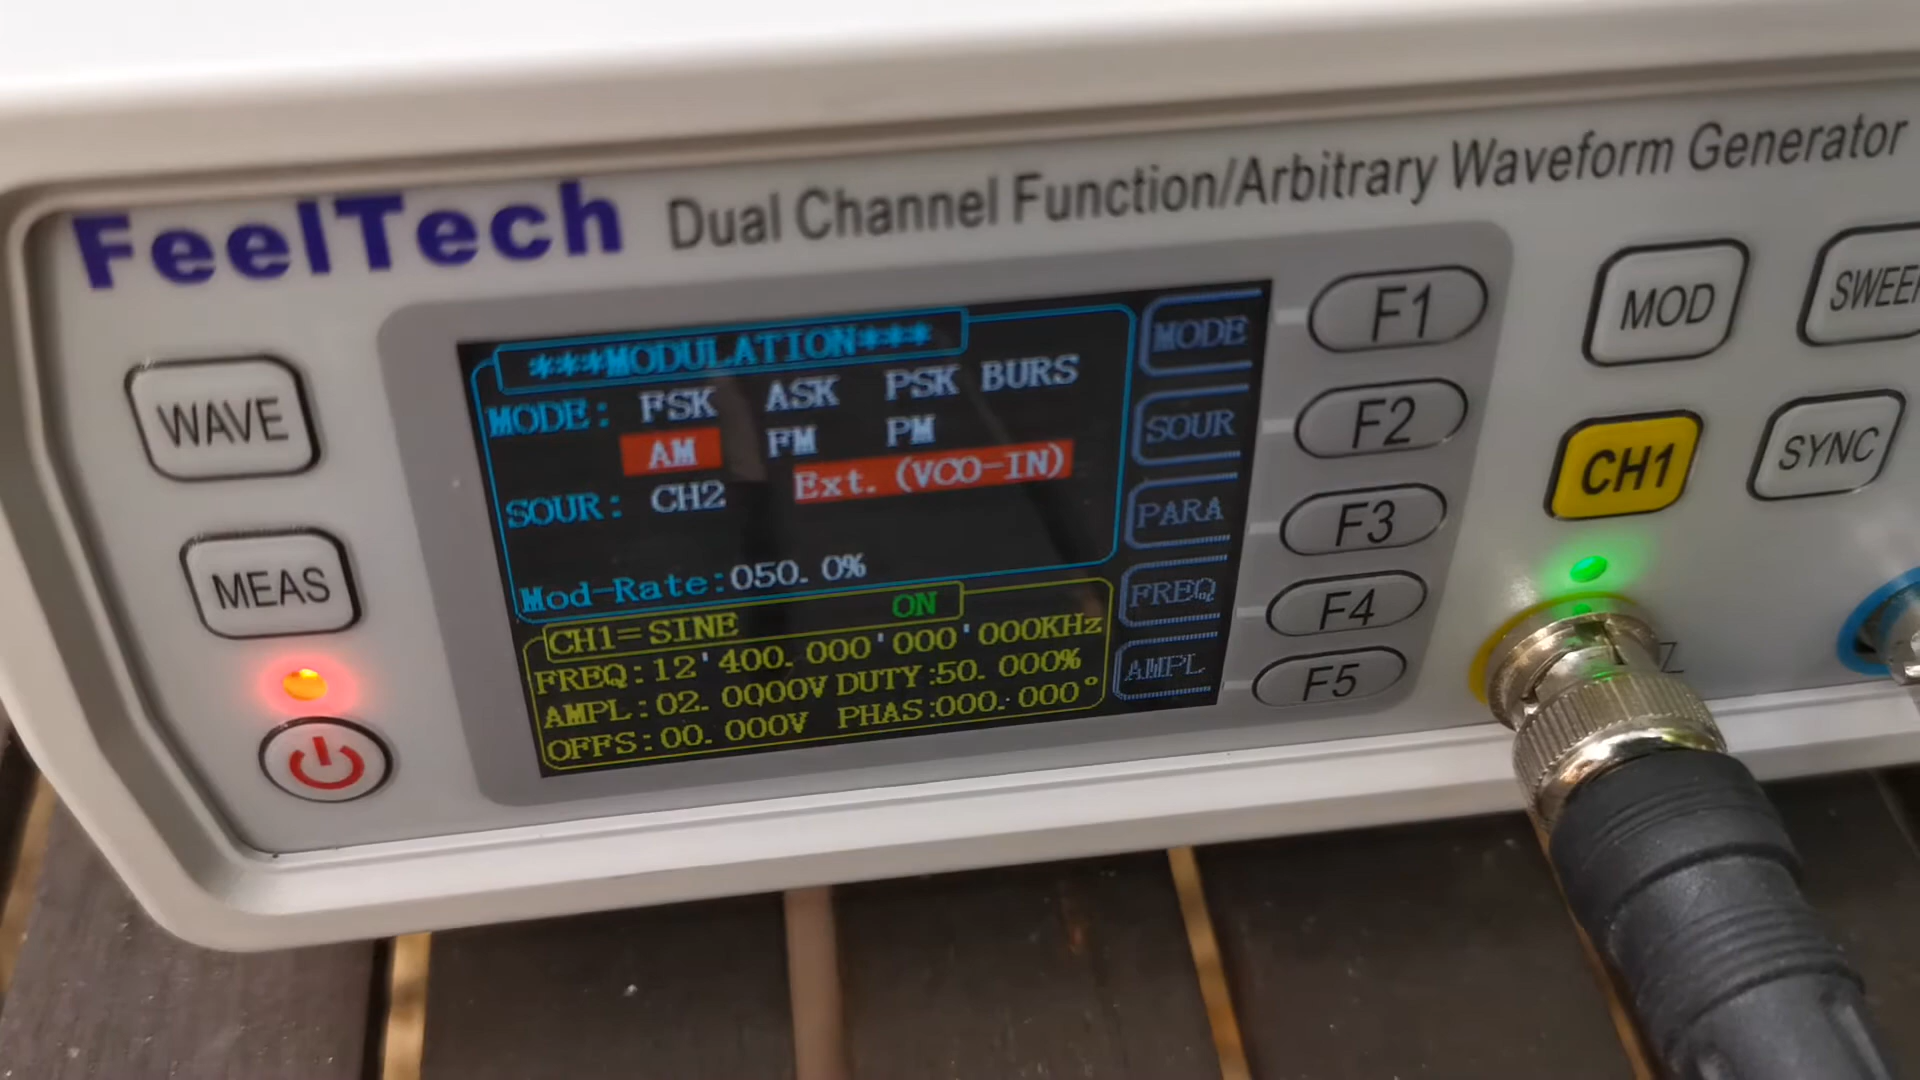 FeelTech Dual Channel Function/Arbitrary Waveform Generator
WAVE
MEAS
***MODULATION***
MODE: FSK ASK PSK BURS
AM FM PM
SOUR: CH2 Ext. (VCO-IN)
Mod-Rate:050. 0%
CH1=SINE ON
FREQ:12'400. 000'000'000KHz
AMPL:02. 0000V DUTY:50. 000%
OFFS:00. 000V PHAS:000. 000°
MODE
SOUR
PARA
FREQ
AMPL
F1
F2
F3
F4
F5
MOD
CH1
SYNC